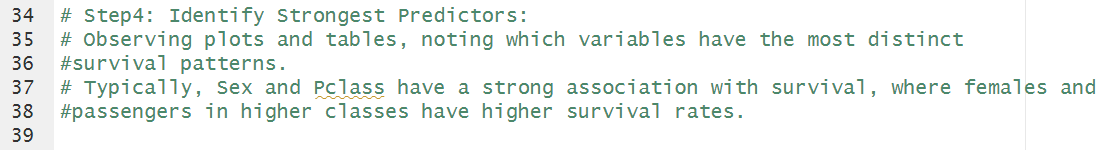 34 # Step4: Identify Strongest Predictors:
35 # Observing plots and tables, noting which variables have the most distinct
36 #survival patterns.
37 # Typically, Sex and Pclass have a strong association with survival, where females and
38 #passengers in higher classes have higher survival rates.
39